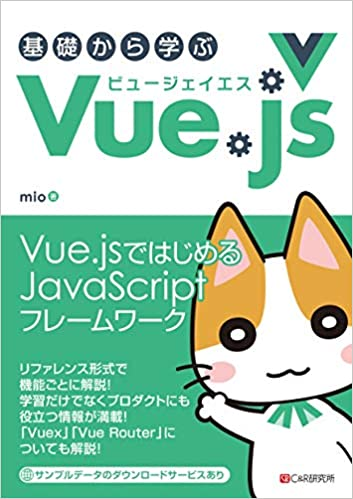 基礎から学ぶ
ビュージェイエス
Vue.js
mio 著
Vue.jsではじめる
JavaScript
フレームワーク
リファレンス形式で
機能ごとに解説!
学習だけでなくプロダクトにも
役立つ情報が満載!
「Vuex」「Vue Router」に
ついても解説!
サンプルデータのダウンロードサービスあり
C&R研究所